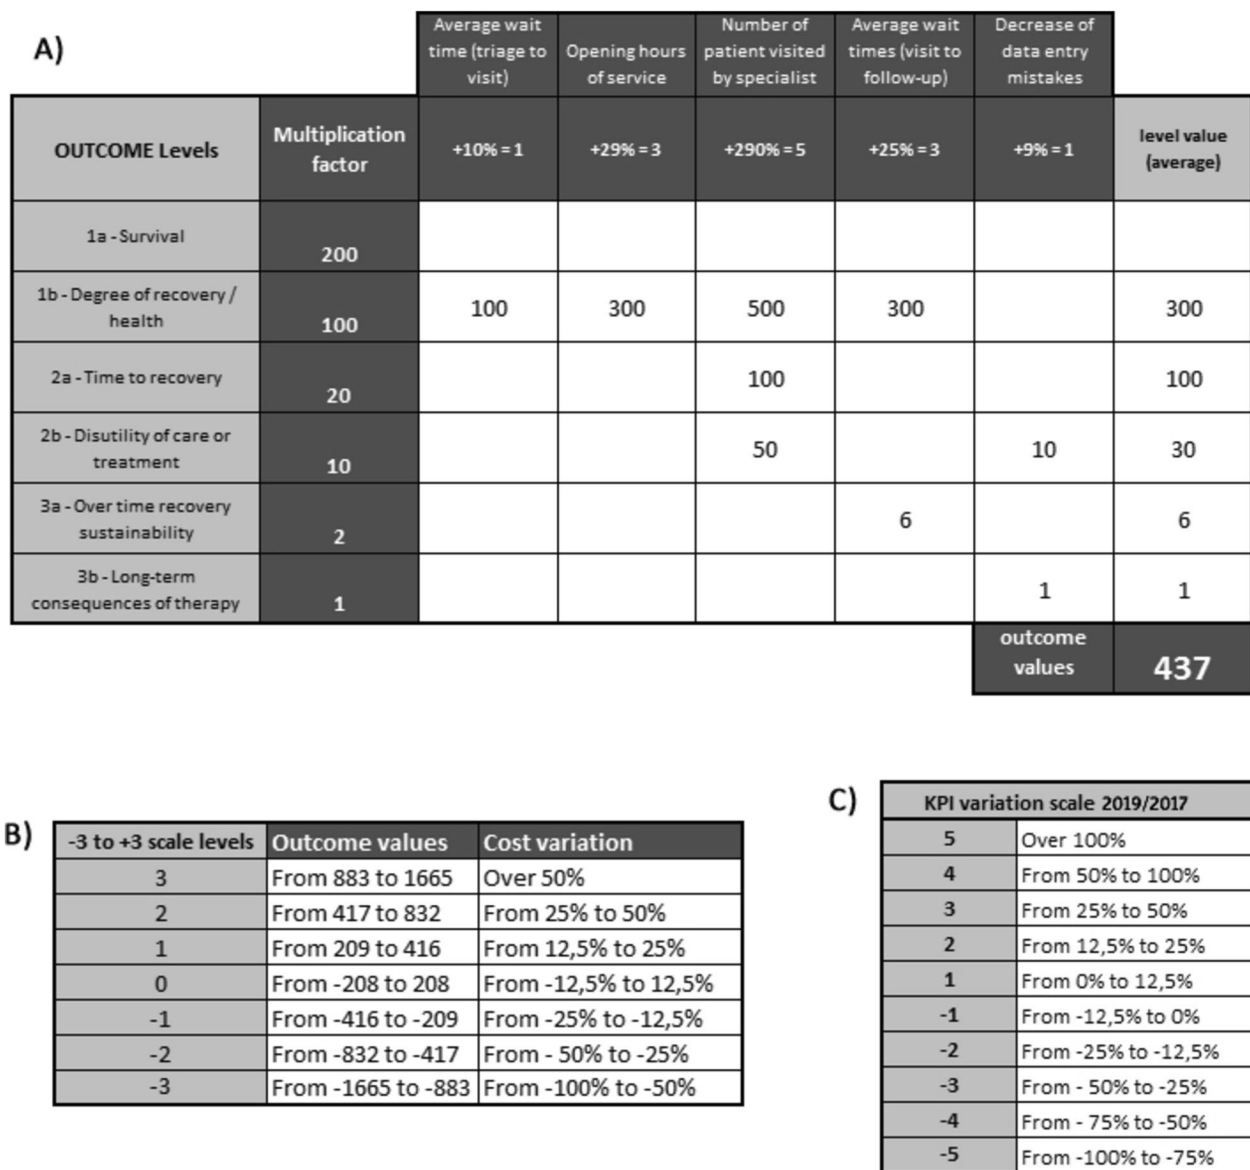 A)
Average wait time (triage to visit) Opening hours of service Number of patient visited by specialist Average wait times (visit to follow-up) Decrease of data entry mistakes
OUTCOME Levels Multiplication factor +10% = 1 +29% = 3 +290% = 5 +25% = 3 +9% = 1 level value (average)
1a - Survival 200
1b - Degree of recovery / health 100 100 300 500 300 300
2a - Time to recovery 20 100 100
2b - Disutility of care or treatment 10 50 10 30
3a - Over time recovery sustainability 2 6 6
3b - Long-term consequences of therapy 1 1 1
outcome values 437
B)
-3 to +3 scale levels Outcome values Cost variation
3 From 883 to 1665 Over 50%
2 From 417 to 832 From 25% to 50%
1 From 209 to 416 From 12,5% to 25%
0 From -208 to 208 From -12,5% to 12,5%
-1 From -416 to -209 From -25% to -12,5%
-2 From -832 to -417 From - 50% to -25%
-3 From -1665 to -883 From -100% to -50%
C)
KPI variation scale 2019/2017
5 Over 100%
4 From 50% to 100%
3 From 25% to 50%
2 From 12,5% to 25%
1 From 0% to 12,5%
-1 From -12,5% to 0%
-2 From -25% to -12,5%
-3 From - 50% to -25%
-4 From - 75% to -50%
-5 From -100% to -75%